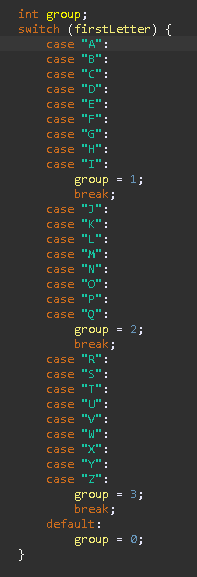 int group;
switch (firstLetter) {
    case "A":
    case "B":
    case "C":
    case "D":
    case "E":
    case "F":
    case "G":
    case "H":
    case "I":
        group = 1;
        break;
    case "J":
    case "K":
    case "L":
    case "M":
    case "N":
    case "O":
    case "P":
    case "Q":
        group = 2;
        break;
    case "R":
    case "S":
    case "T":
    case "U":
    case "V":
    case "W":
    case "X":
    case "Y":
    case "Z":
        group = 3;
        break;
    default:
        group = 0;
}